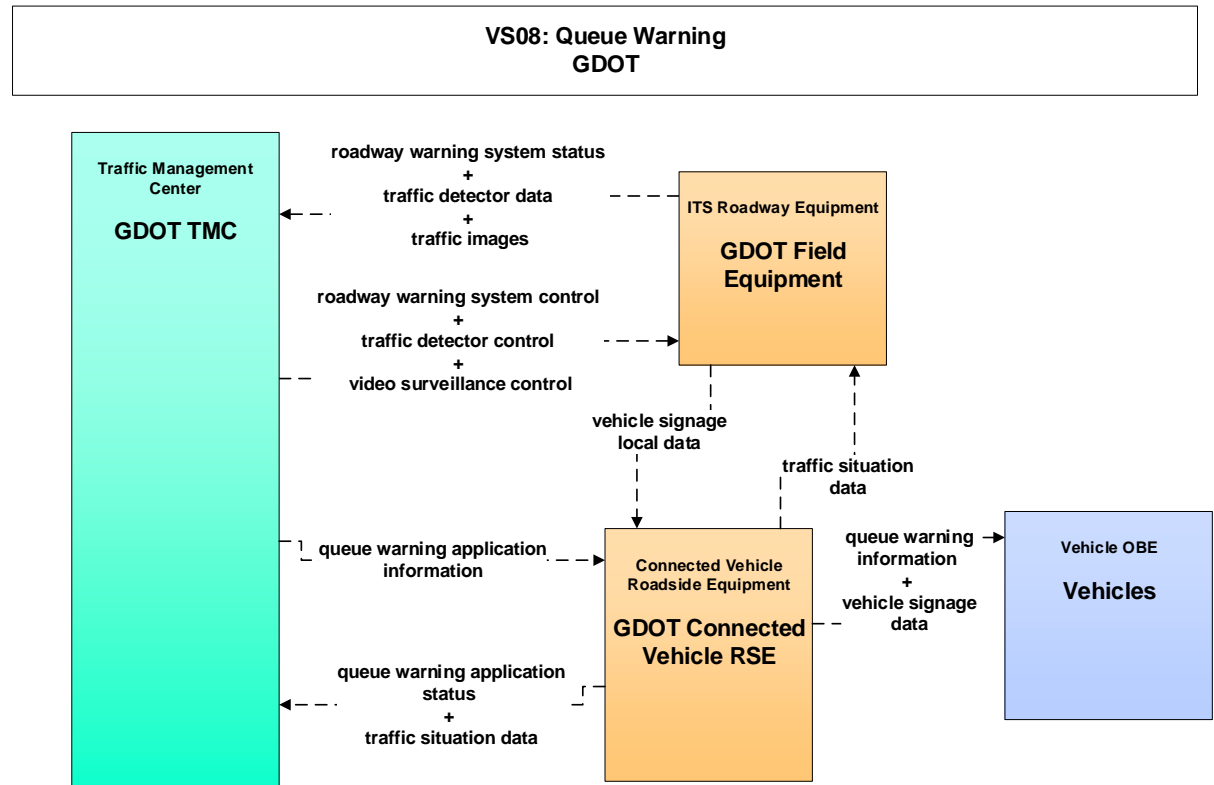 VS08: Queue Warning
GDOT
Traffic Management
Center
GDOT TMC
roadway warning system status
+
traffic detector data
+
traffic images
ITS Roadway Equipment
GDOT Field
Equipment
roadway warning system control
+
traffic detector control
+
video surveillance control
vehicle signage
local data
traffic situation
data
queue warning application
information
Connected Vehicle
Roadside Equipment
GDOT Connected
Vehicle RSE
queue warning
information
+
vehicle signage
data
Vehicle OBE
Vehicles
queue warning application
status
+
traffic situation data